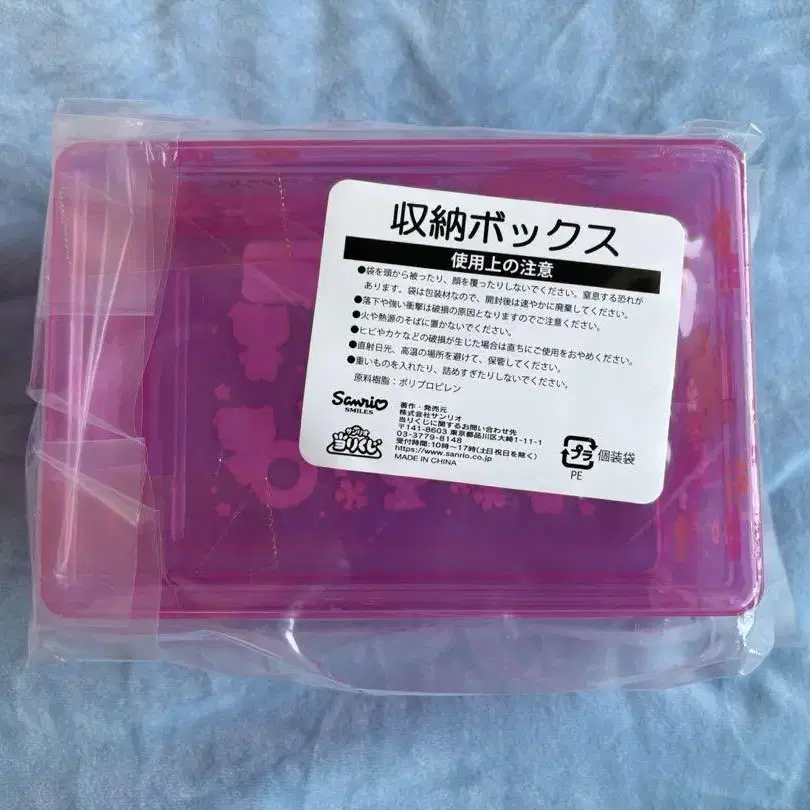 収納ボックス
使用上の注意
●袋を頭から被ったり、顔を覆ったりしないでください。窒息する恐れが
あります。袋は包装材なので、開封後は速やかに廃棄してください。
●落下や強い衝撃は破損の原因となりますのでご注意ください。
●火や熱源のそばに置かないでください。
●ヒビやカケなどの破損が生じた場合は直ちにご使用をおやめください。
●直射日光、高温の場所を避けて、保管してください。
●重いものを入れたり、詰めすぎたりしないでください。
原料樹脂：ポリプロピレン
Sanrio
SMILES
サンリオ
当りくじ
著作・発売元
株式会社サンリオ
当りくじに関するお問い合わせ先
〒141-8603 東京都品川区大崎1-11-1
03-3779-8148
受付時間:10時～17時(土日祝日を除く)
https://www.sanrio.co.jp
MADE IN CHINA
プラ
個装袋
PE